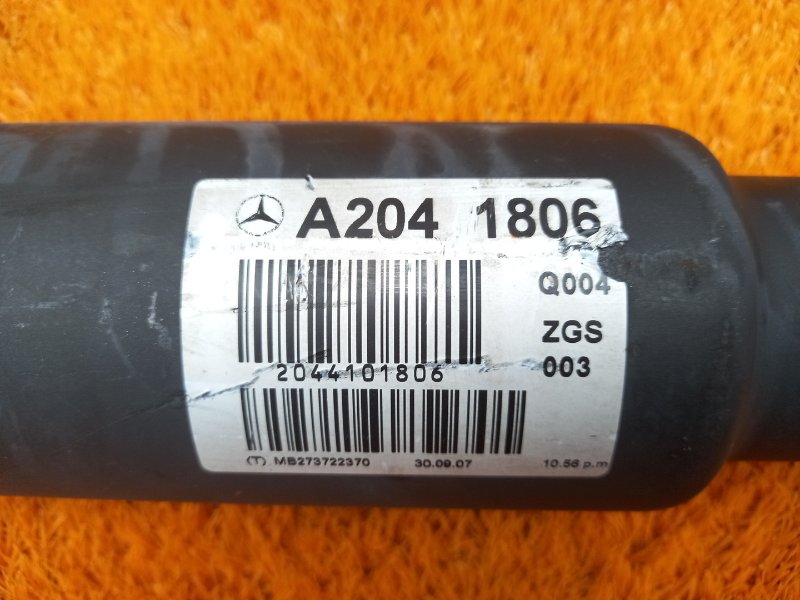 A204 1806
Q004
ZGS
2044101806
003
(T) MB273722370 30.09.07 10.56 p.m